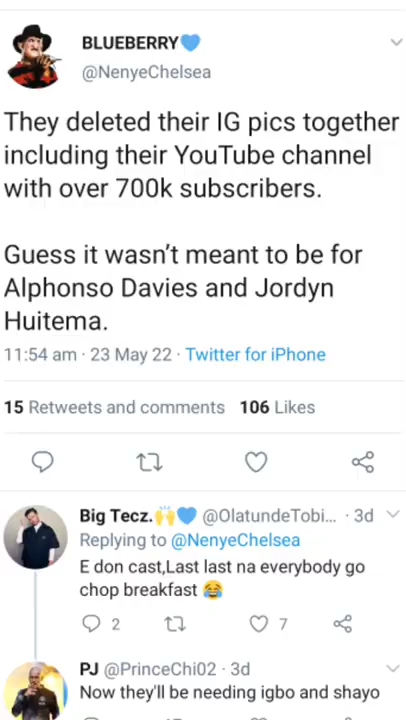 BLUEBERRY💙
@NenyeChelsea
They deleted their IG pics together
including their YouTube channel
with over 700k subscribers.
Guess it wasn't meant to be for
Alphonso Davies and Jordyn
Huitema.
11:54 am · 23 May 22 · Twitter for iPhone
15 Retweets and comments 106 Likes
Big Tecz.🙌💙 @OlatundeTobi... · 3d
Replying to @NenyeChelsea
E don cast,Last last na everybody go
chop breakfast 😂
2 7
PJ @PrinceChi02 · 3d
Now they'll be needing igbo and shayo